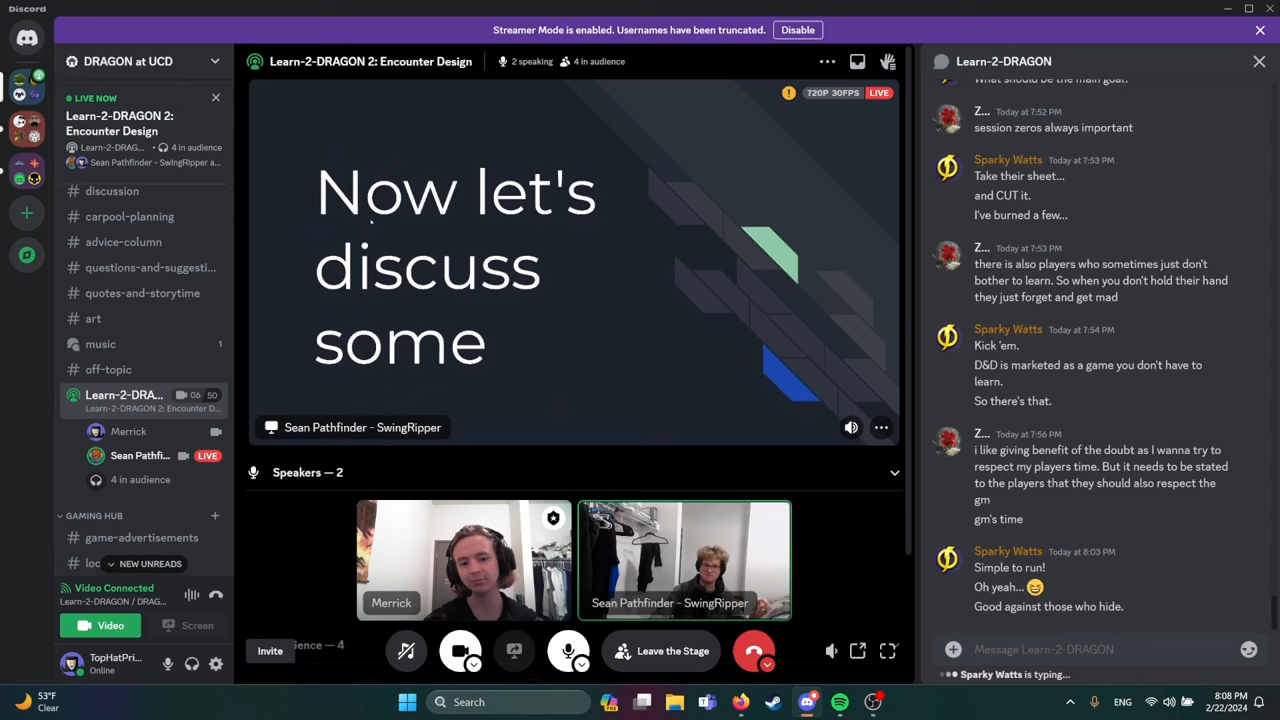 Discord
Streamer Mode is enabled. Usernames have been truncated.
Disable
DRAGON at UCD
LIVE NOW
Learn-2-DRAGON 2:
Encounter Design
Learn-2-DRAG...
4 in audience
Sean Pathfinder - SwingRipper a...
discussion
carpool-planning
advice-column
questions-and-suggesti...
quotes-and-storytime
art
music
1
off-topic
Learn-2-DRA...
06
50
Learn-2-DRAGON 2: Encounter D...
Merrick
Sean Pathfi...
LIVE
4 in audience
GAMING HUB
game-advertisements
loc
NEW UNREADS
Video Connected
Learn-2-DRAGON / DRAG...
Video
Screen
TopHatPri...
Online
Learn-2-DRAGON 2: Encounter Design
2 speaking
4 in audience
720P 30FPS
LIVE
Now let's
discuss
some
Sean Pathfinder - SwingRipper
Speakers — 2
Merrick
Sean Pathfinder - SwingRipper
Invite
ience — 4
Leave the Stage
Learn-2-DRAGON
What should be the main goal.
Z... Today at 7:52 PM
session zeros always important
Sparky Watts Today at 7:53 PM
Take their sheet...
and CUT it.
I've burned a few...
Z... Today at 7:53 PM
there is also players who sometimes just don't
bother to learn. So when you don't hold their hand
they just forget and get mad
Sparky Watts Today at 7:54 PM
Kick 'em.
D&D is marketed as a game you don't have to
learn.
So there's that.
Z... Today at 7:56 PM
i like giving benefit of the doubt as I wanna try to
respect my players time. But it needs to be stated
to the players that they should also respect the
gm
gm's time
Sparky Watts Today at 8:03 PM
Simple to run!
Oh yeah...
Good against those who hide.
Message Learn-2-DRAGON
Sparky Watts is typing...
53°F
Clear
Search
PRE
ENG
8:08 PM
2/22/2024